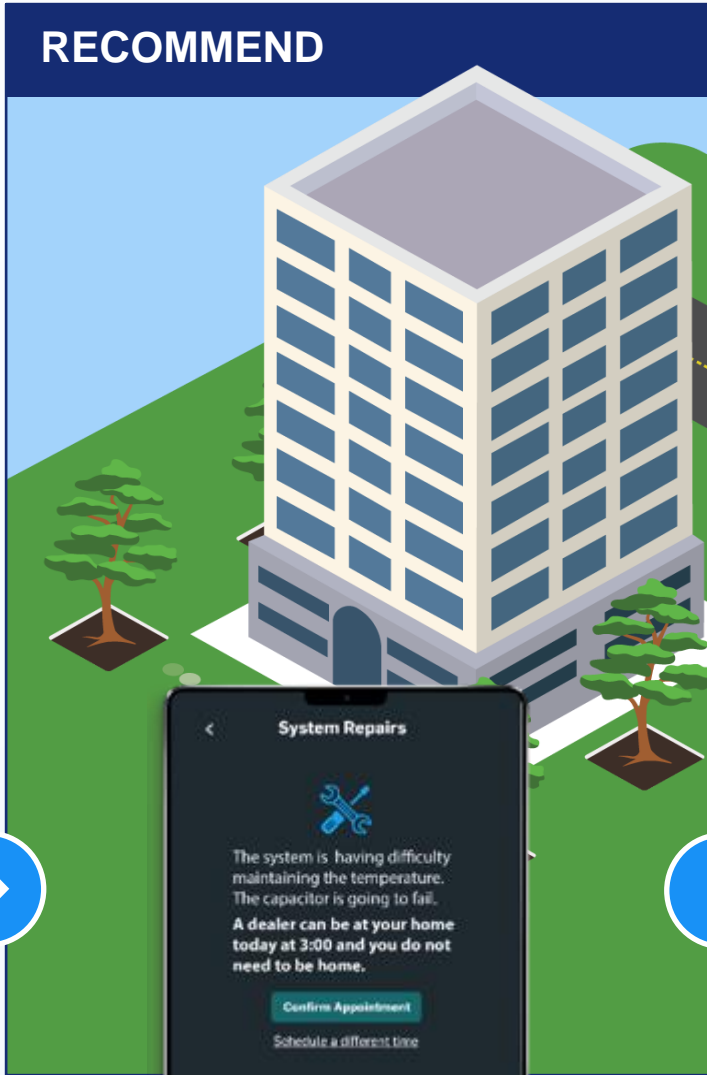 RECOMMEND
System Repairs
The system is having difficulty
maintaining the temperature.
The capacitor is going to fail.
A dealer can be at your home
today at 3:00 and you do not
need to be home.
Confirm Appointment
Schedule a different time